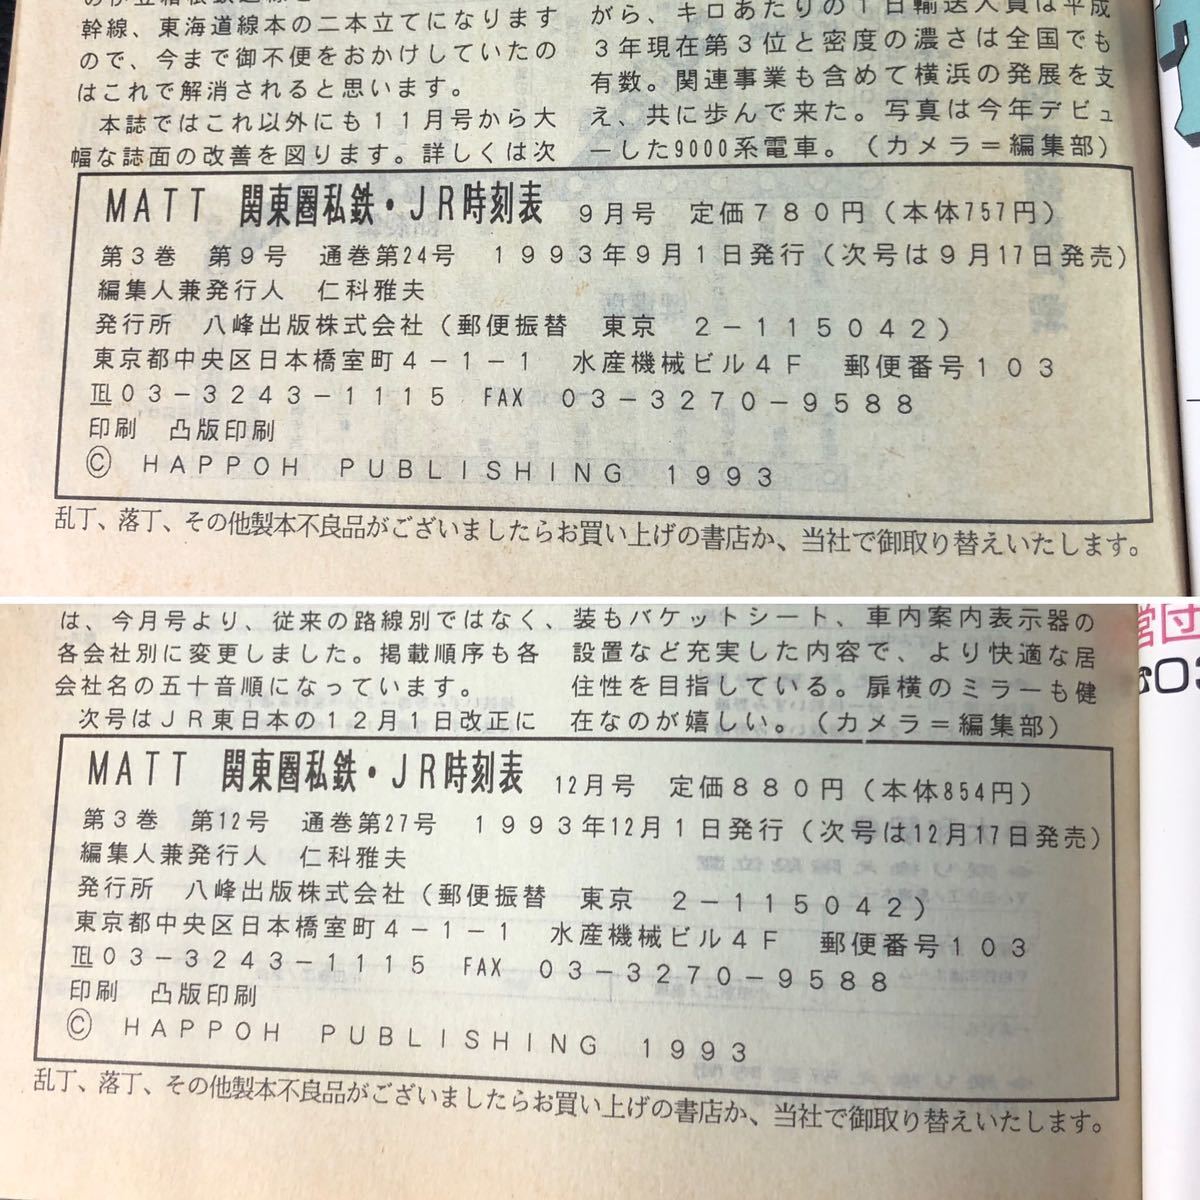 幹線、東海道線本の二本立てになります
ので、今まで御不便をおかけしていたの
はこれで解消されると思います。
本誌ではこれ以外にも11月号から大
幅な誌面の改善を図ります。詳しくは次
がら、キロあたりの1日輸送人員は平成
3年現在第3位と密度の濃さは全国でも
有数。関連事業も含めて横浜の発展を支
え、共に歩んで来た。写真は今年デビュ
ーした9000系電車。(カメラ=編集部)
MATT 関東圏私鉄・JR時刻表 9月号 定価780円(本体757円)
第3巻 第9号 通巻第24号 1993年9月1日発行(次号は9月17日発売)
編集人兼発行人 仁科雅夫
発行所 八峰出版株式会社(郵便振替 東京 2-115042)
東京都中央区日本橋室町4-1-1 水産機械ビル4F 郵便番号103
℡03-3243-1115 FAX 03-3270-9588
印刷 凸版印刷
© HAPPOH PUBLISHING 1993
乱丁、落丁、その他製本不良品がございましたらお買い上げの書店か、当社で御取り替えいたします。
は、今月号より、従来の路線別ではなく、
各会社別に変更しました。掲載順序も各
会社名の五十音順になっています。
次号はJR東日本の12月1日改正に
装もバケットシート、車内案内表示器の
設置など充実した内容で、より快適な居
住性を目指している。扉横のミラーも健
在なのが嬉しい。(カメラ=編集部)
MATT 関東圏私鉄・JR時刻表 12月号 定価880円(本体854円)
第3巻 第12号 通巻第27号 1993年12月1日発行(次号は12月17日発売)
編集人兼発行人 仁科雅夫
発行所 八峰出版株式会社(郵便振替 東京 2-115042)
東京都中央区日本橋室町4-1-1 水産機械ビル4F 郵便番号103
℡03-3243-1115 FAX 03-3270-9588
印刷 凸版印刷
© HAPPOH PUBLISHING 1993
乱丁、落丁、その他製本不良品がございましたらお買い上げの書店か、当社で御取り替えいたします。
営団